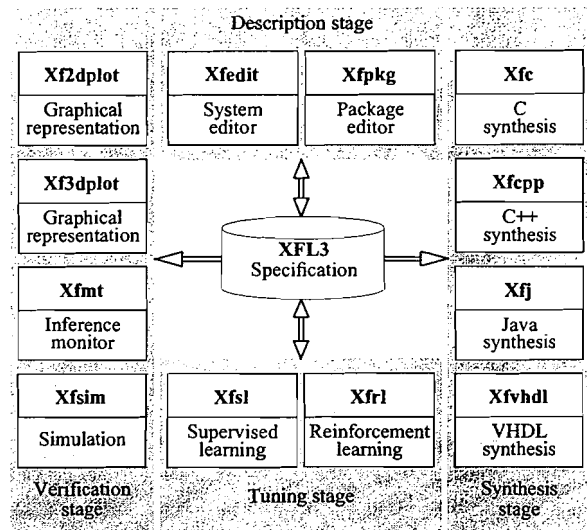 Description stage
Xf2dplot
Graphical
representation
Xfedit
System
editor
Xfpkg
Package
editor
Xfc
C
synthesis
Xf3dplot
Graphical
representation
XFL3
Specification
Xfcpp
C++
synthesis
Xfmt
Inference
monitor
Xfj
Java
synthesis
Xfsim
Simulation
Xfsl
Supervised
learning
Xfrl
Reinforcement
learning
Xfvhdl
VHDL
synthesis
Verification
stage
Tuning stage
Synthesis
stage